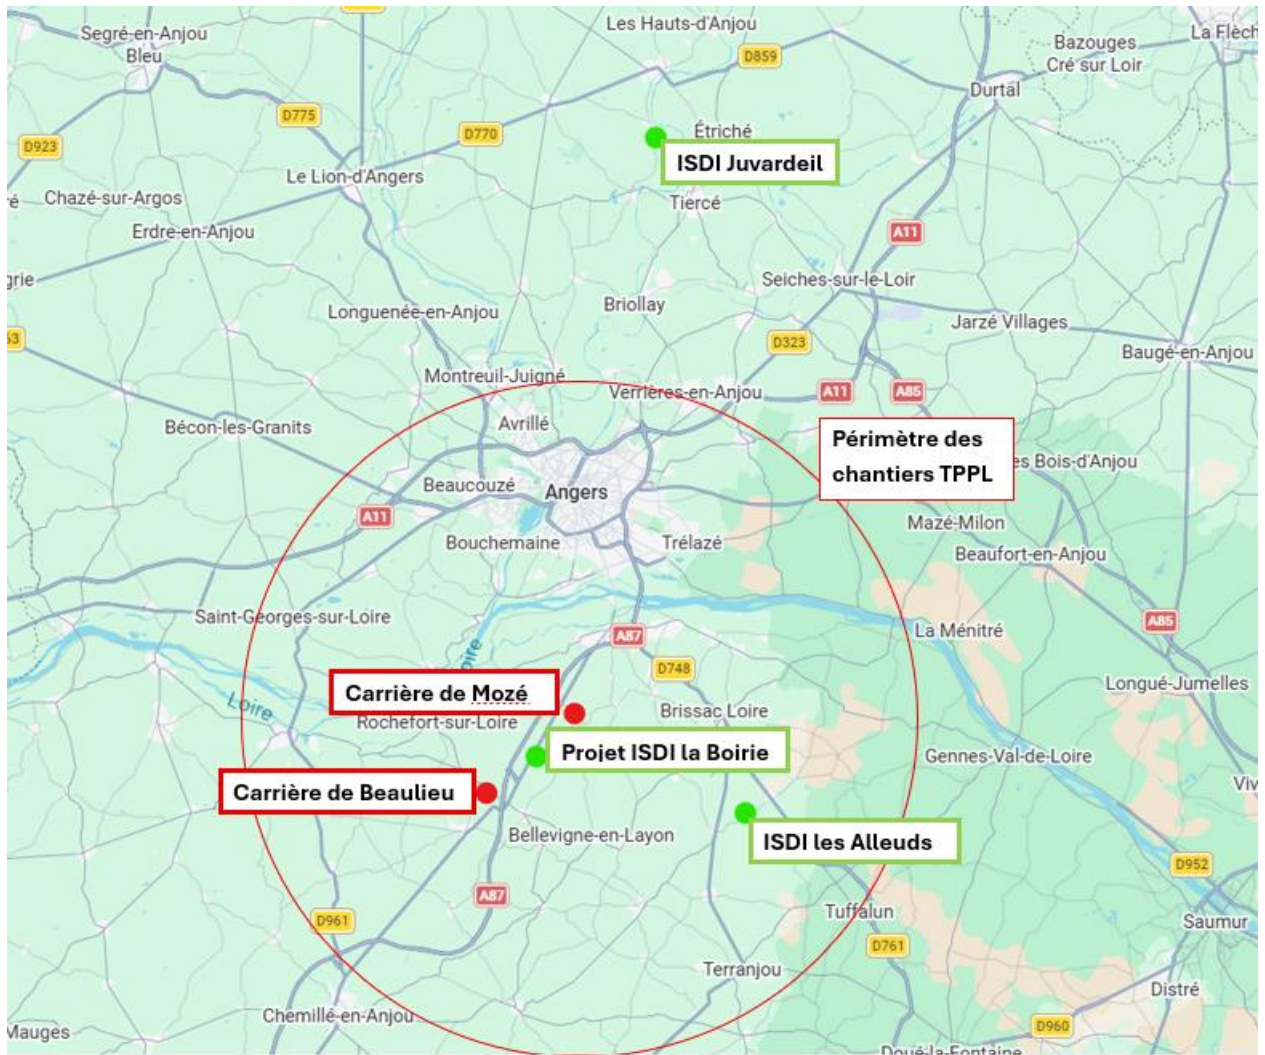 Segré-en-Anjou
Bleu
Les Hauts-d'Anjou
La Flèch
Bazouges
Cré sur Loir
D859
Durtal
D775
D770
D923
Étriché
ISDI Juvardeil
Le Lion-d'Angers
Chazé-sur-Argos
Tiercé
Erdre-en-Anjou
A11
grie
Seiches-sur-le-Loir
Longuenée-en-Anjou
Briollay
Jarzé Villages
63
D323
Baugé-en-Anjou
Montreuil-Juigné
Verrières-en-Anjou
A11
A85
Avrillé
Bécon-les-Granits
Périmètre des
chantiers TPPL
es Bois-d'Anjou
Beaucouzé
Angers
A11
Mazé-Milon
Bouchemaine
Trélazé
Beaufort-en-Anjou
Saint-Georges-sur-Loire
A87
La Ménitré
A85
oire
D748
Carrière de Mozé
Longué-Jumelles
Loire
Rochefort-sur-Loire
Brissac Loire
Projet ISDI la Boirie
Gennes-Val-de-Loire
Viv
Carrière de Beaulieu
Bellevigne-en-Layon
ISDI les Alleuds
D952
A87
Tuffalun
D961
Saumur
D761
Terranjou
Distré
Chemillé-en-Anjou
D960
Mauges
Doué-la-Fontaine